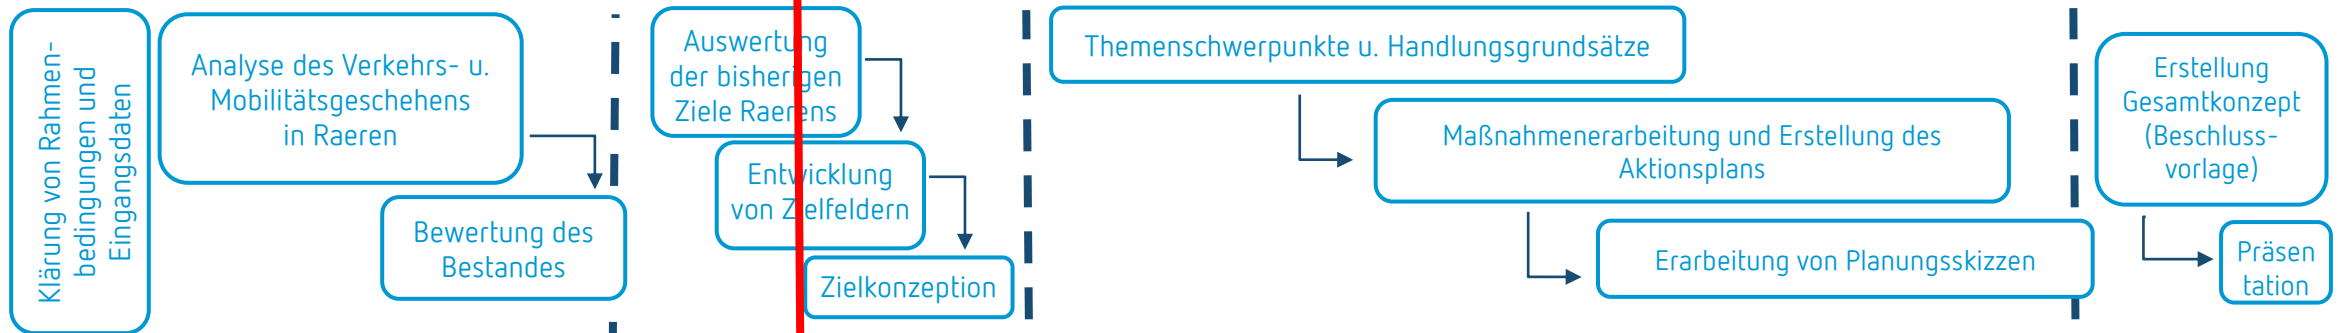 Klärung von Rahmen-
bedingungen und
Eingangsdaten
Analyse des Verkehrs- u.
Mobilitätsgeschehens
in Raeren
Bewertung des
Bestandes
Auswertung
der bisherigen
Ziele Raerens
Entwicklung
von Zielfeldern
Zielkonzeption
Themenschwerpunkte u. Handlungsgrundsätze
Maßnahmenerarbeitung und Erstellung des
Aktionsplans
Erarbeitung von Planungsskizzen
Erstellung
Gesamtkonzept
(Beschluss-
vorlage)
Präsen
tation